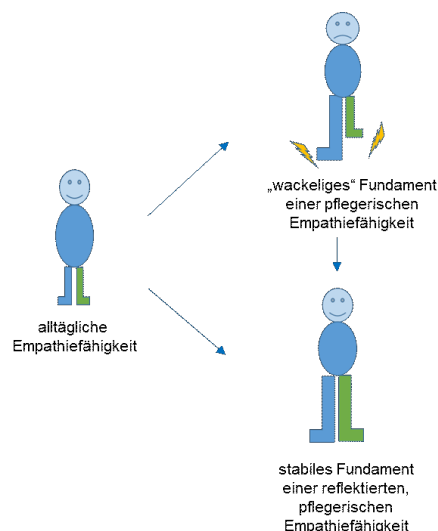 „wackeliges“ Fundament
einer pflegerischen
Empathiefähigkeit
alltägliche
Empathiefähigkeit
stabiles Fundament
einer reflektierten,
pflegerischen
Empathiefähigkeit